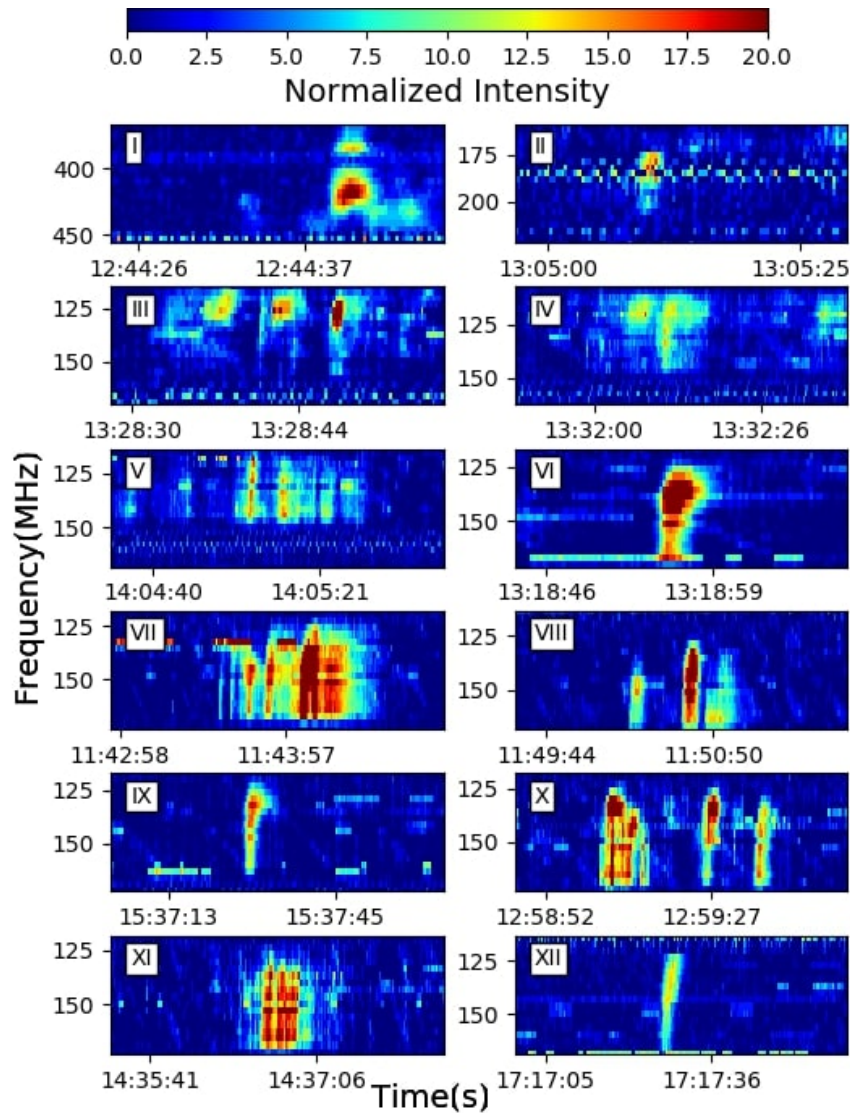 0.0 2.5 5.0 7.5 10.0 12.5 15.0 17.5 20.0
Normalized Intensity
I
400
450
12:44:26 12:44:37
II
175
200
13:05:00 13:05:25
III
125
150
13:28:30 13:28:44
IV
125
150
13:32:00 13:32:26
V
125
150
14:04:40 14:05:21
VI
125
150
13:18:46 13:18:59
VII
125
150
11:42:58 11:43:57
VIII
125
150
11:49:44 11:50:50
IX
125
150
15:37:13 15:37:45
X
125
150
12:58:52 12:59:27
XI
125
150
14:35:41 14:37:06
XII
125
150
17:17:05 17:17:36
Frequency(MHz)
Time(s)